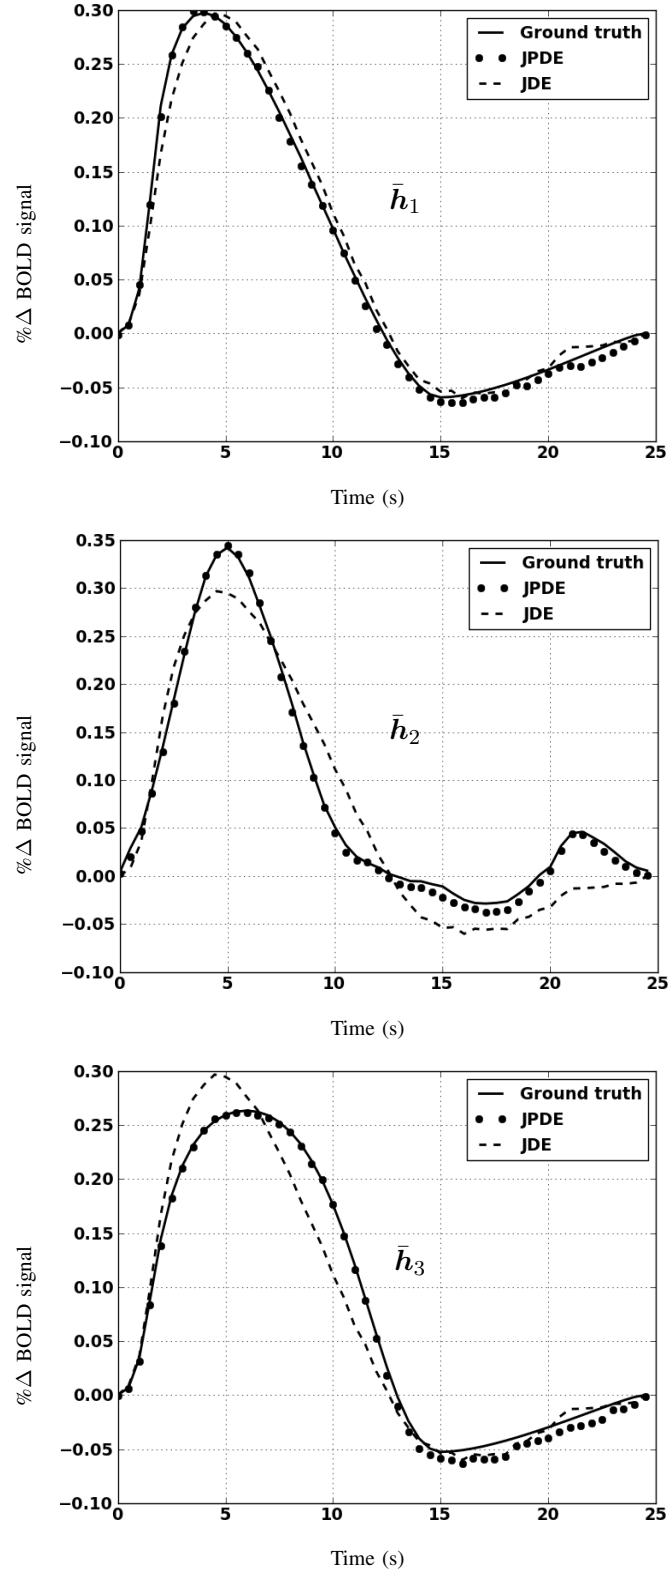 0.30
0.25
0.20
0.15
0.10
0.05
0.00
−0.05
−0.10
%Δ BOLD signal
Ground truth
JPDE
JDE
h̄₁
0 5 10 15 20 25
Time (s)
0.35
0.30
0.25
0.20
0.15
0.10
0.05
0.00
−0.05
−0.10
%Δ BOLD signal
Ground truth
JPDE
JDE
h̄₂
0 5 10 15 20 25
Time (s)
0.30
0.25
0.20
0.15
0.10
0.05
0.00
−0.05
−0.10
%Δ BOLD signal
Ground truth
JPDE
JDE
h̄₃
0 5 10 15 20 25
Time (s)